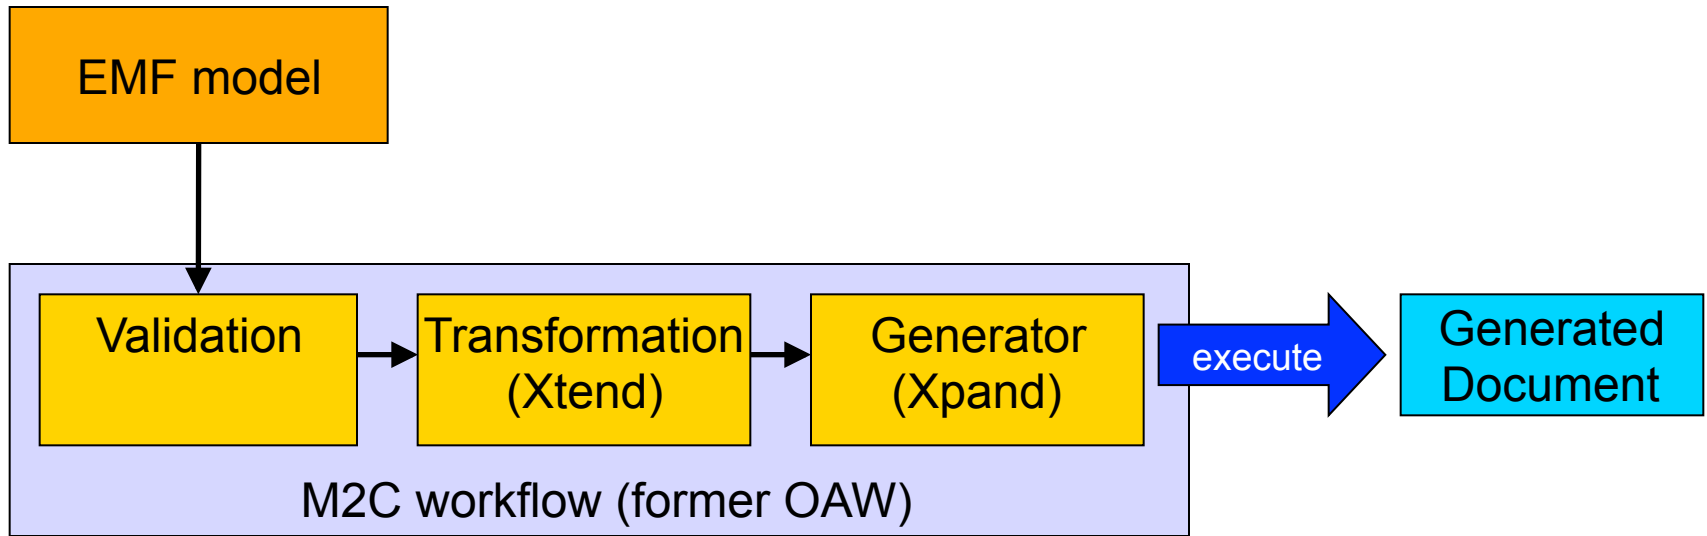 EMF model
Validation
Transformation
(Xtend)
Generator
(Xpand)
execute
Generated
Document
M2C workflow (former OAW)